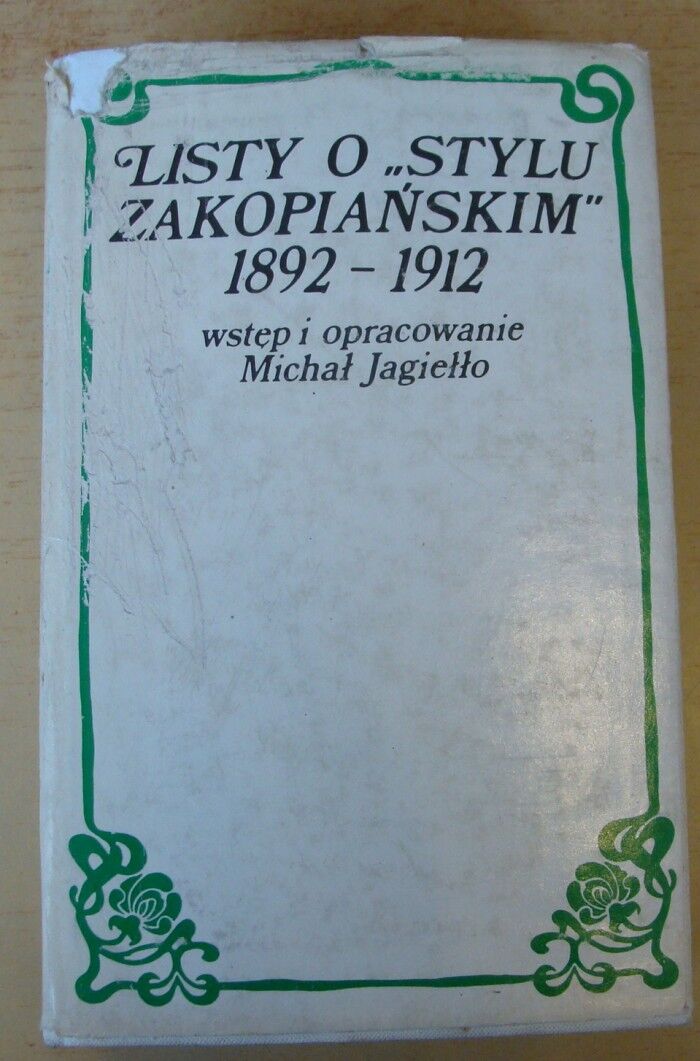 LISTY O „STYLU
ZAKOPIAŃSKIM”
1892 – 1912
wstęp i opracowanie
Michał Jagiełło